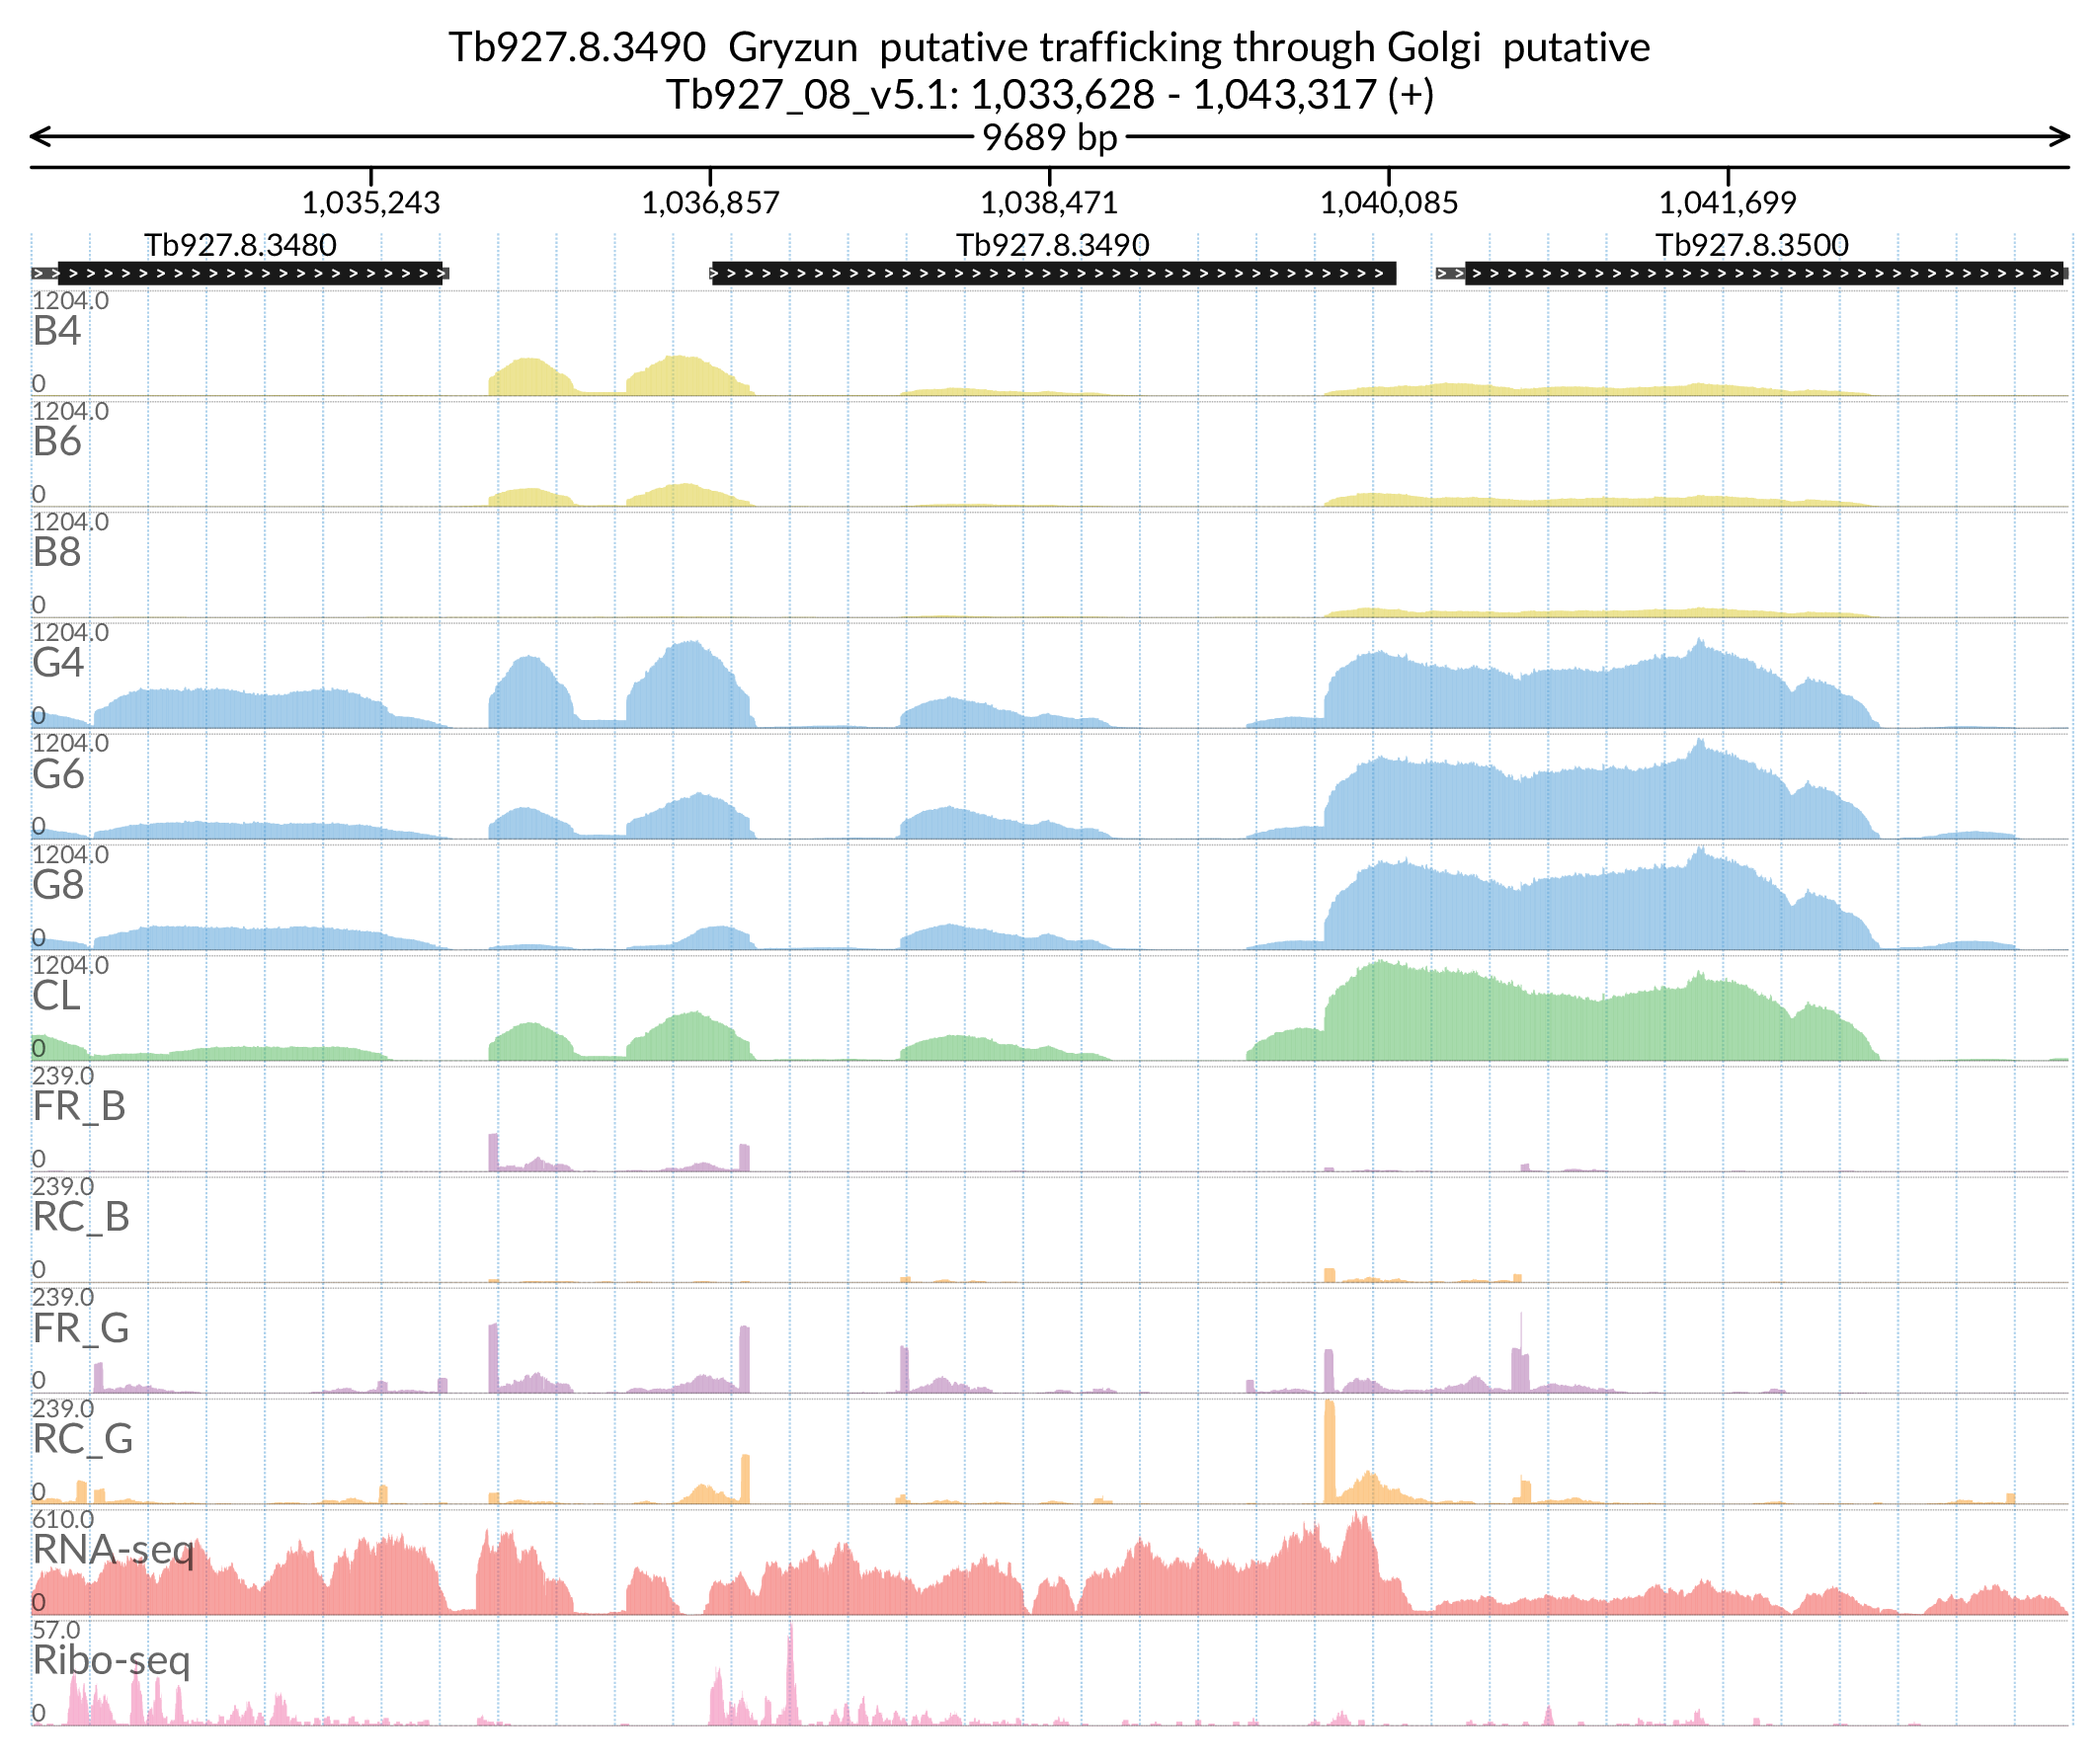 Tb927.8.3490  Gryzun  putative trafficking through Golgi  putative
Tb927_08_v5.1: 1,033,628 - 1,043,317 (+)
9689 bp
1,035,243 1,036,857 1,038,471 1,040,085 1,041,699
Tb927.8.3480 Tb927.8.3490 Tb927.8.3500
1204.0
B4
0
1204.0
B6
0
1204.0
B8
0
1204.0
G4
0
1204.0
G6
0
1204.0
G8
0
1204.0
CL
0
239.0
FR_B
0
239.0
RC_B
0
239.0
FR_G
0
239.0
RC_G
0
610.0
RNA-seq
0
57.0
Ribo-seq
0